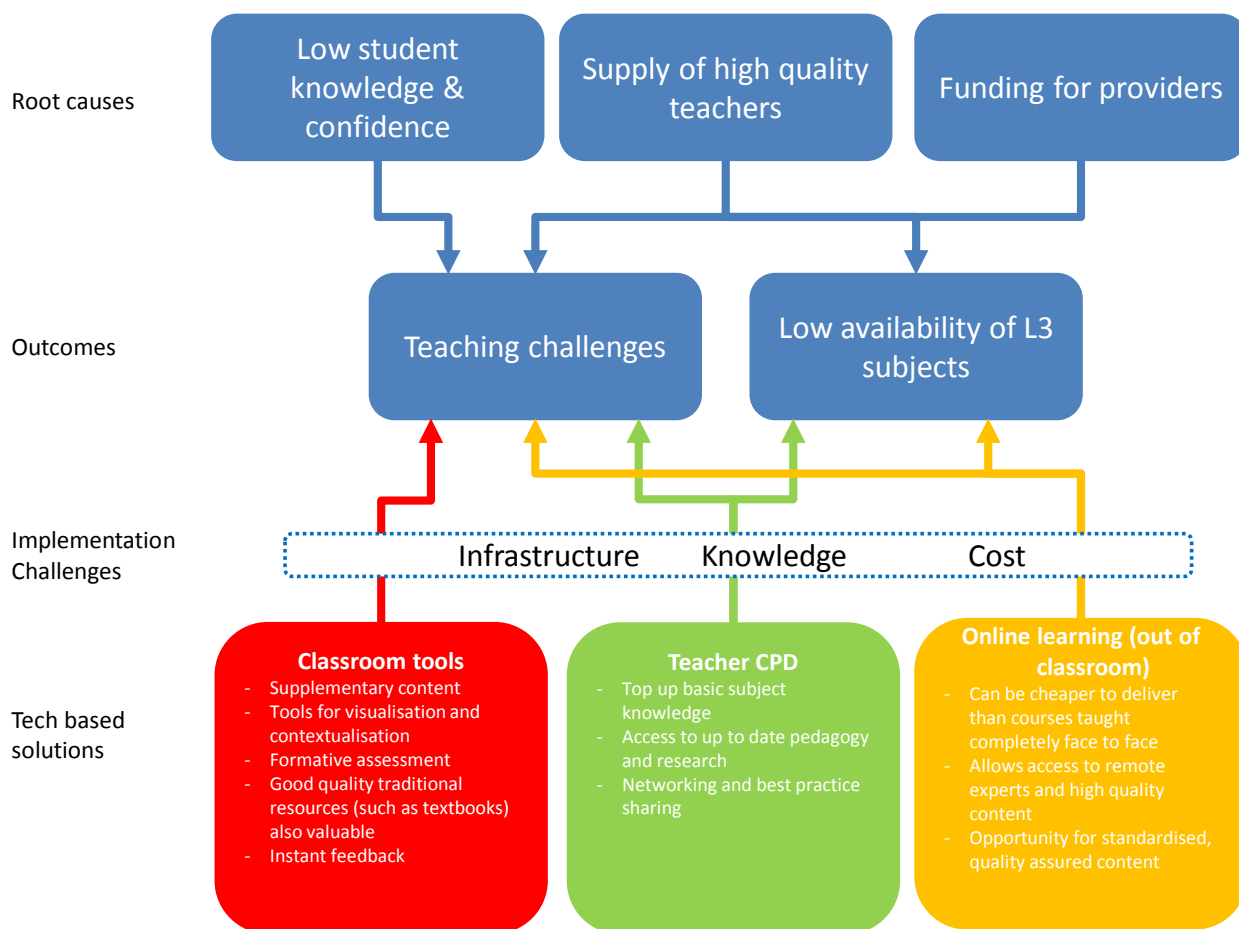 Root causes
Low student
knowledge &
confidence
Supply of high quality
teachers
Funding for providers
Outcomes
Teaching challenges
Low availability of L3
subjects
Implementation
Challenges
Infrastructure
Knowledge
Cost
Tech based
solutions
Classroom tools
- Supplementary content
- Tools for visualisation and
contextualisation
- Formative assessment
- Good quality traditional
resources (such as textbooks)
also valuable
- Instant feedback
Teacher CPD
- Top up basic subject
knowledge
- Access to up to date pedagogy
and research
- Networking and best practice
sharing
Online learning (out of
classroom)
- Can be cheaper to deliver
than courses taught
completely face to face
- Allows access to remote
experts and high quality
content
- Opportunity for standardised,
quality assured content